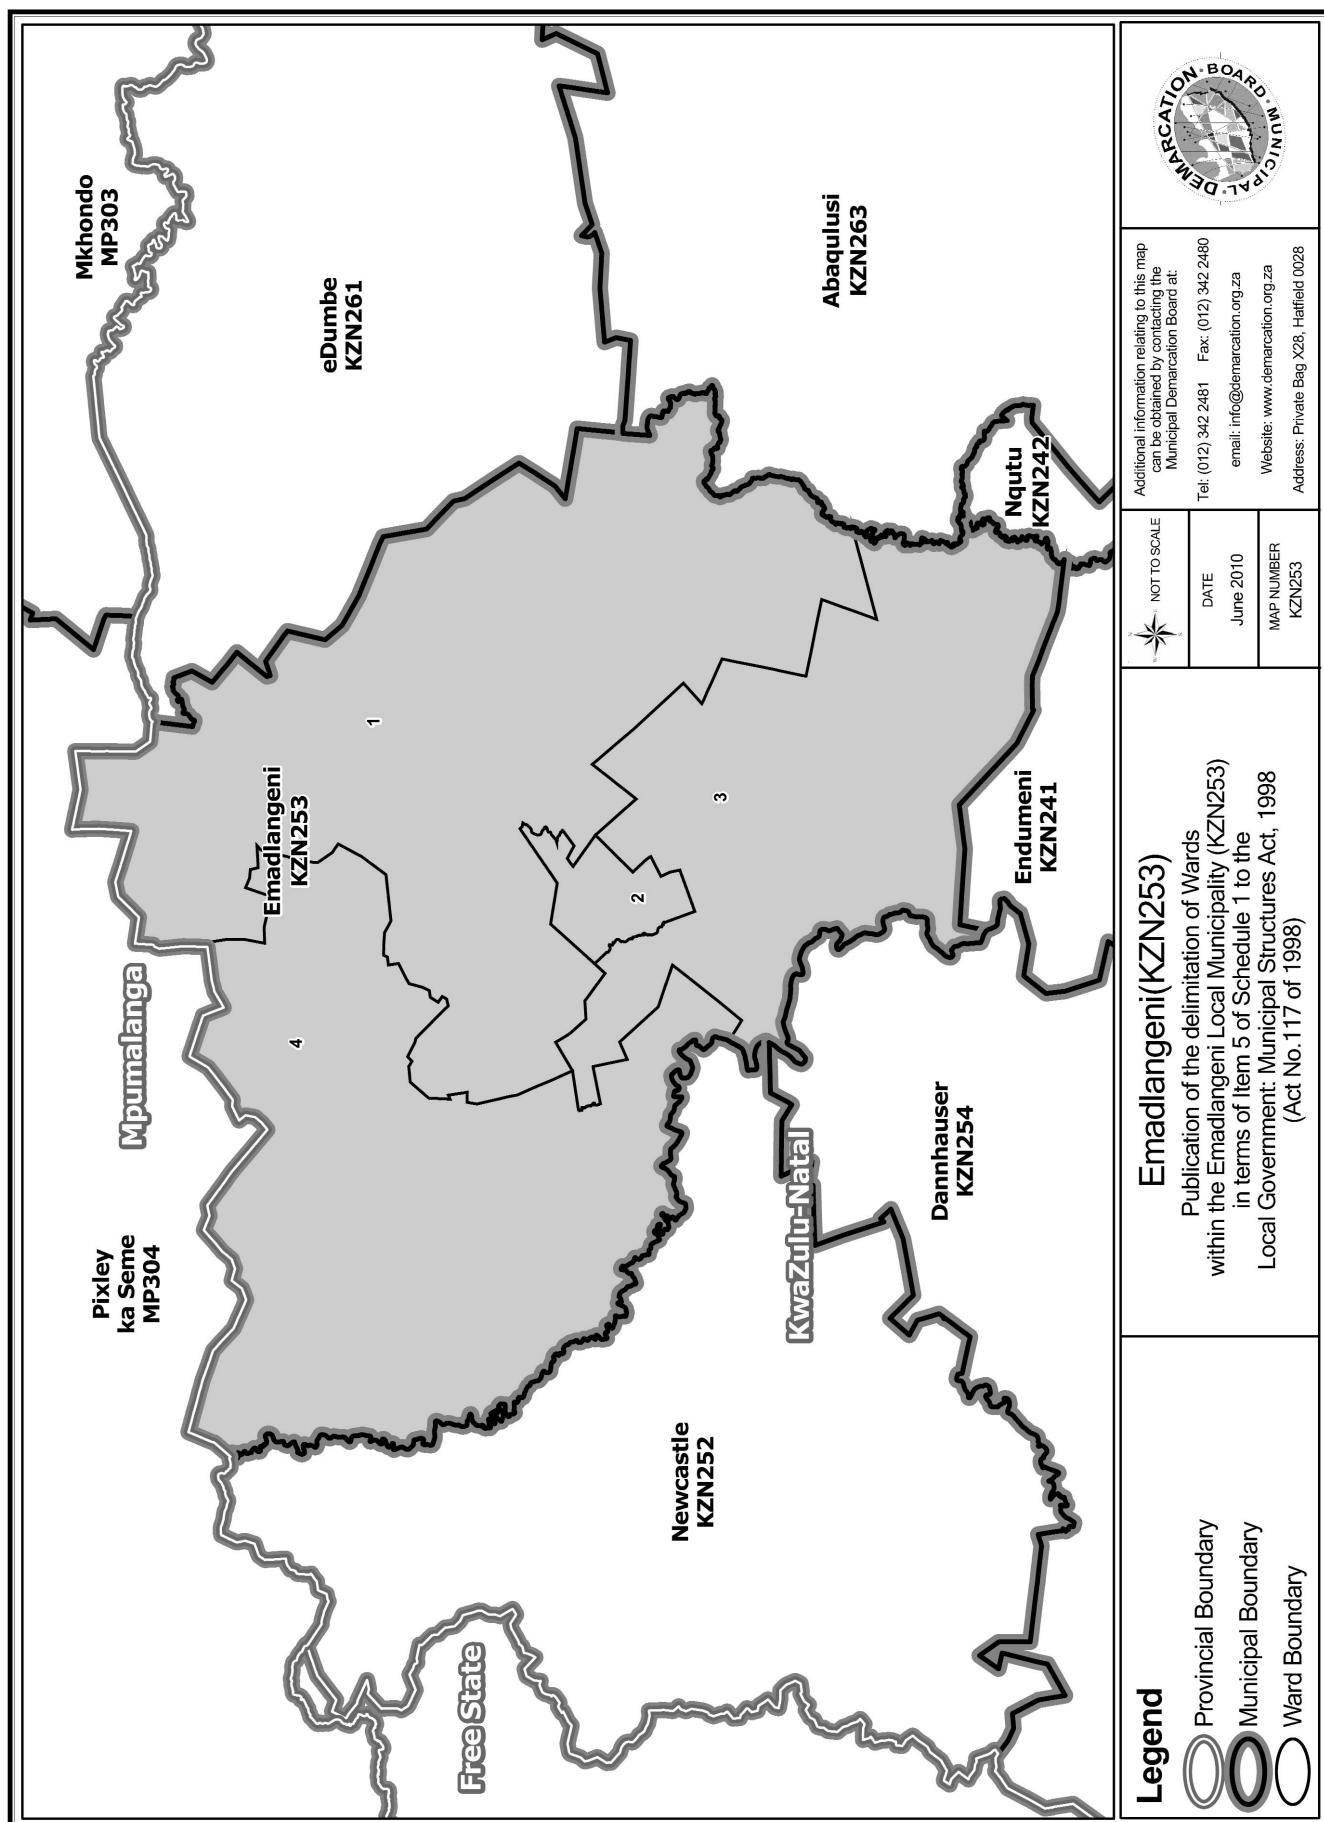 Mkhondo
MP303
Mpumalanga
Pixley
ka Seme
MP304
eDumbe
KZN261
Emadlangeni
KZN253
1
4
2
3
Free State
Newcastle
KZN252
KwaZulu-Natal
Abaqulusi
KZN263
Nqutu
KZN242
Endumeni
KZN241
Dannhauser
KZN254
Legend
Provincial Boundary
Municipal Boundary
Ward Boundary
Emadlangeni(KZN253)
Publication of the delimitation of Wards
within the Emadlangeni Local Municipality (KZN253)
in terms of Item 5 of Schedule 1 to the
Local Government: Municipal Structures Act, 1998
(Act No.117 of 1998)
N
E
S
W
NOT TO SCALE
DATE
June 2010
MAP NUMBER
KZN253
Additional information relating to this map
can be obtained by contacting the
Municipal Demarcation Board at:
Tel: (012) 342 2481 Fax: (012) 342 2480
email: info@demarcation.org.za
Website: www.demarcation.org.za
Address: Private Bag X28, Hatfield 0028
MUNICIPAL · DEMARCATION · BOARD ·